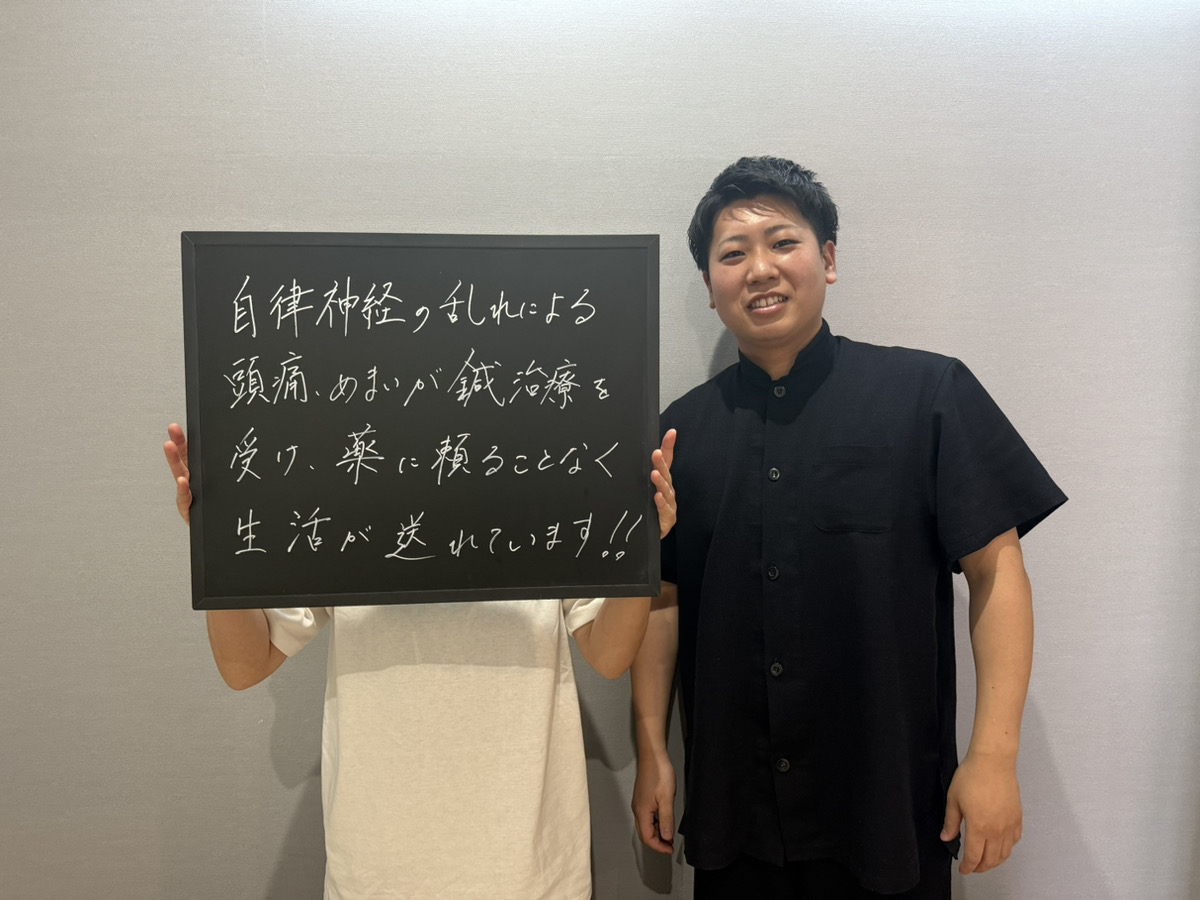 自律神経の乱れによる
頭痛、めまいが鍼治療を
受け、薬に頼ることなく
生活が送れています!!